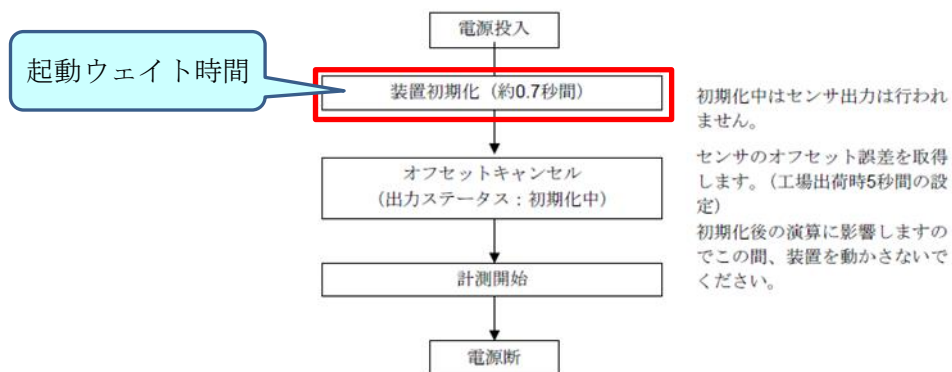 電源投入
起動ウェイト時間
装置初期化(約0.7秒間)
初期化中はセンサ出力は行われ
ません。
オフセットキャンセル
(出力ステータス:初期化中)
センサのオフセット誤差を取得
します。(工場出荷時5秒間の設
定)
初期化後の演算に影響しますの
でこの間、装置を動かさないで
ください。
計測開始
電源断